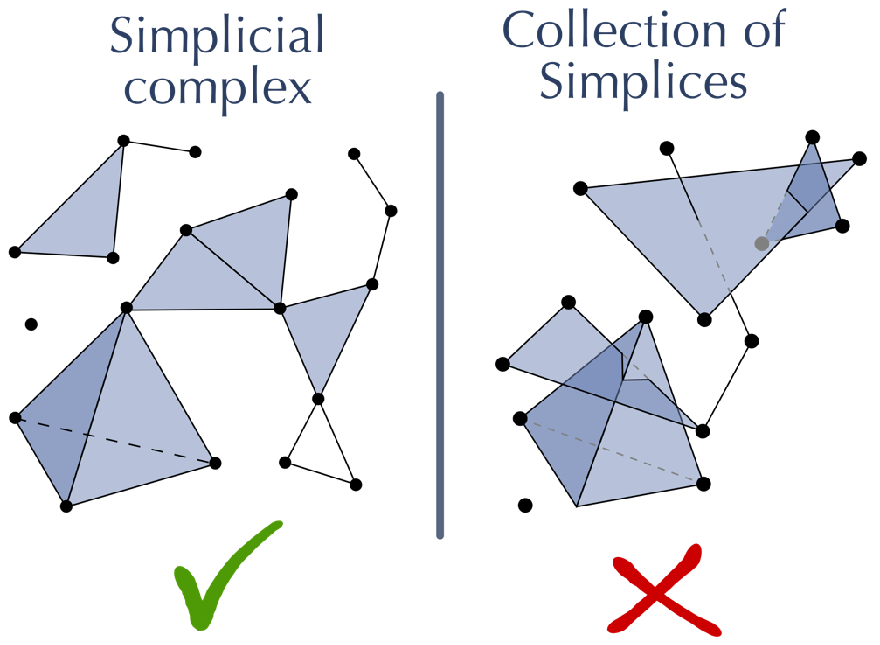 Simplicial
complex
Collection of
Simplices